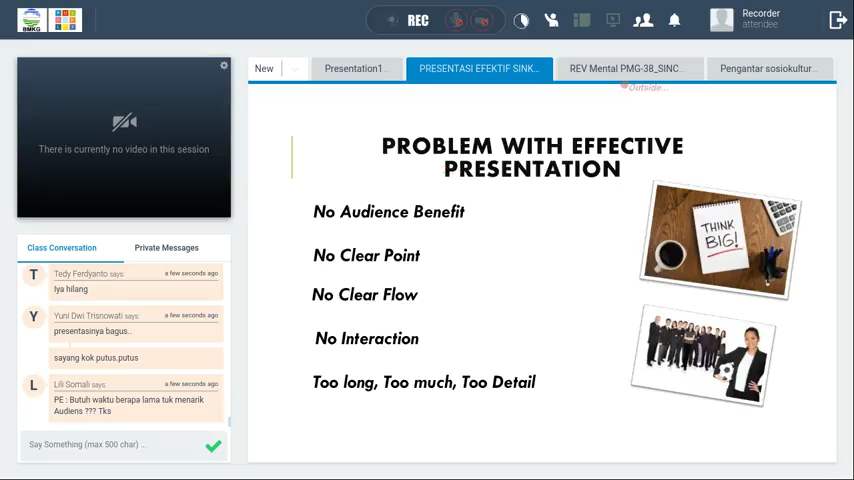 BMKG
REC
Recorder
attendee
New
Presentation1..
PRESENTASI EFEKTIF SINK...
REV Mental PMG-38_SINC...
Pengantar sosiokultur...
Outside...
There is currently no video in this session
PROBLEM WITH EFFECTIVE
PRESENTATION
No Audience Benefit
No Clear Point
No Clear Flow
No Interaction
Too long, Too much, Too Detail
THINK
BIG!
Class Conversation
Private Messages
T
Tedy Ferdyanto says:
a few seconds ago
Iya hilang
Y
Yuni Dwi Trisnowati says:
a few seconds ago
presentasinya bagus..
sayang kok putus.putus
L
Lili Somali says:
a few seconds ago
PE : Butuh waktu berapa lama tuk menarik
Audiens ??? Tks
Say Something (max 500 char) ...